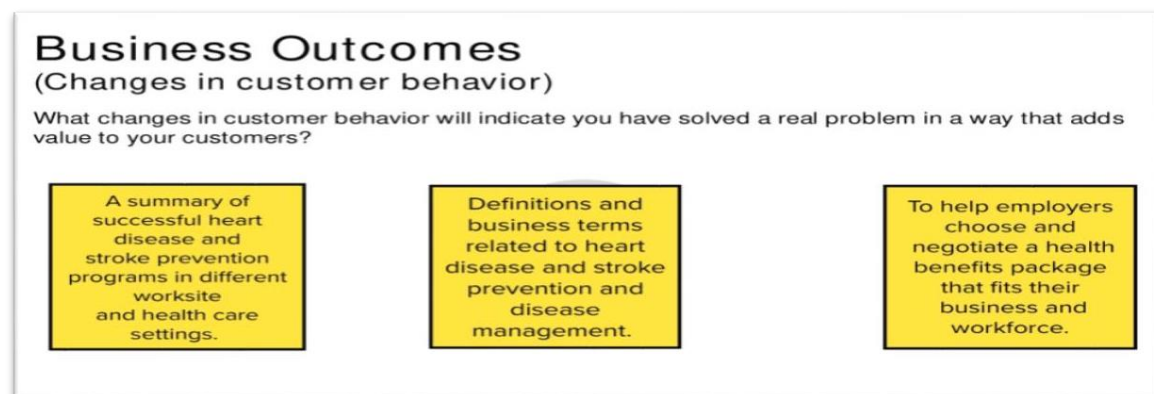 Business Outcomes
(Changes in customer behavior)
What changes in customer behavior will indicate you have solved a real problem in a way that adds
value to your customers?
A summary of
successful heart
disease and
stroke prevention
programs in different
worksite
and health care
settings.
Definitions and
business terms
related to heart
disease and stroke
prevention and
disease
management.
To help employers
choose and
negotiate a health
benefits package
that fits their
business and
workforce.